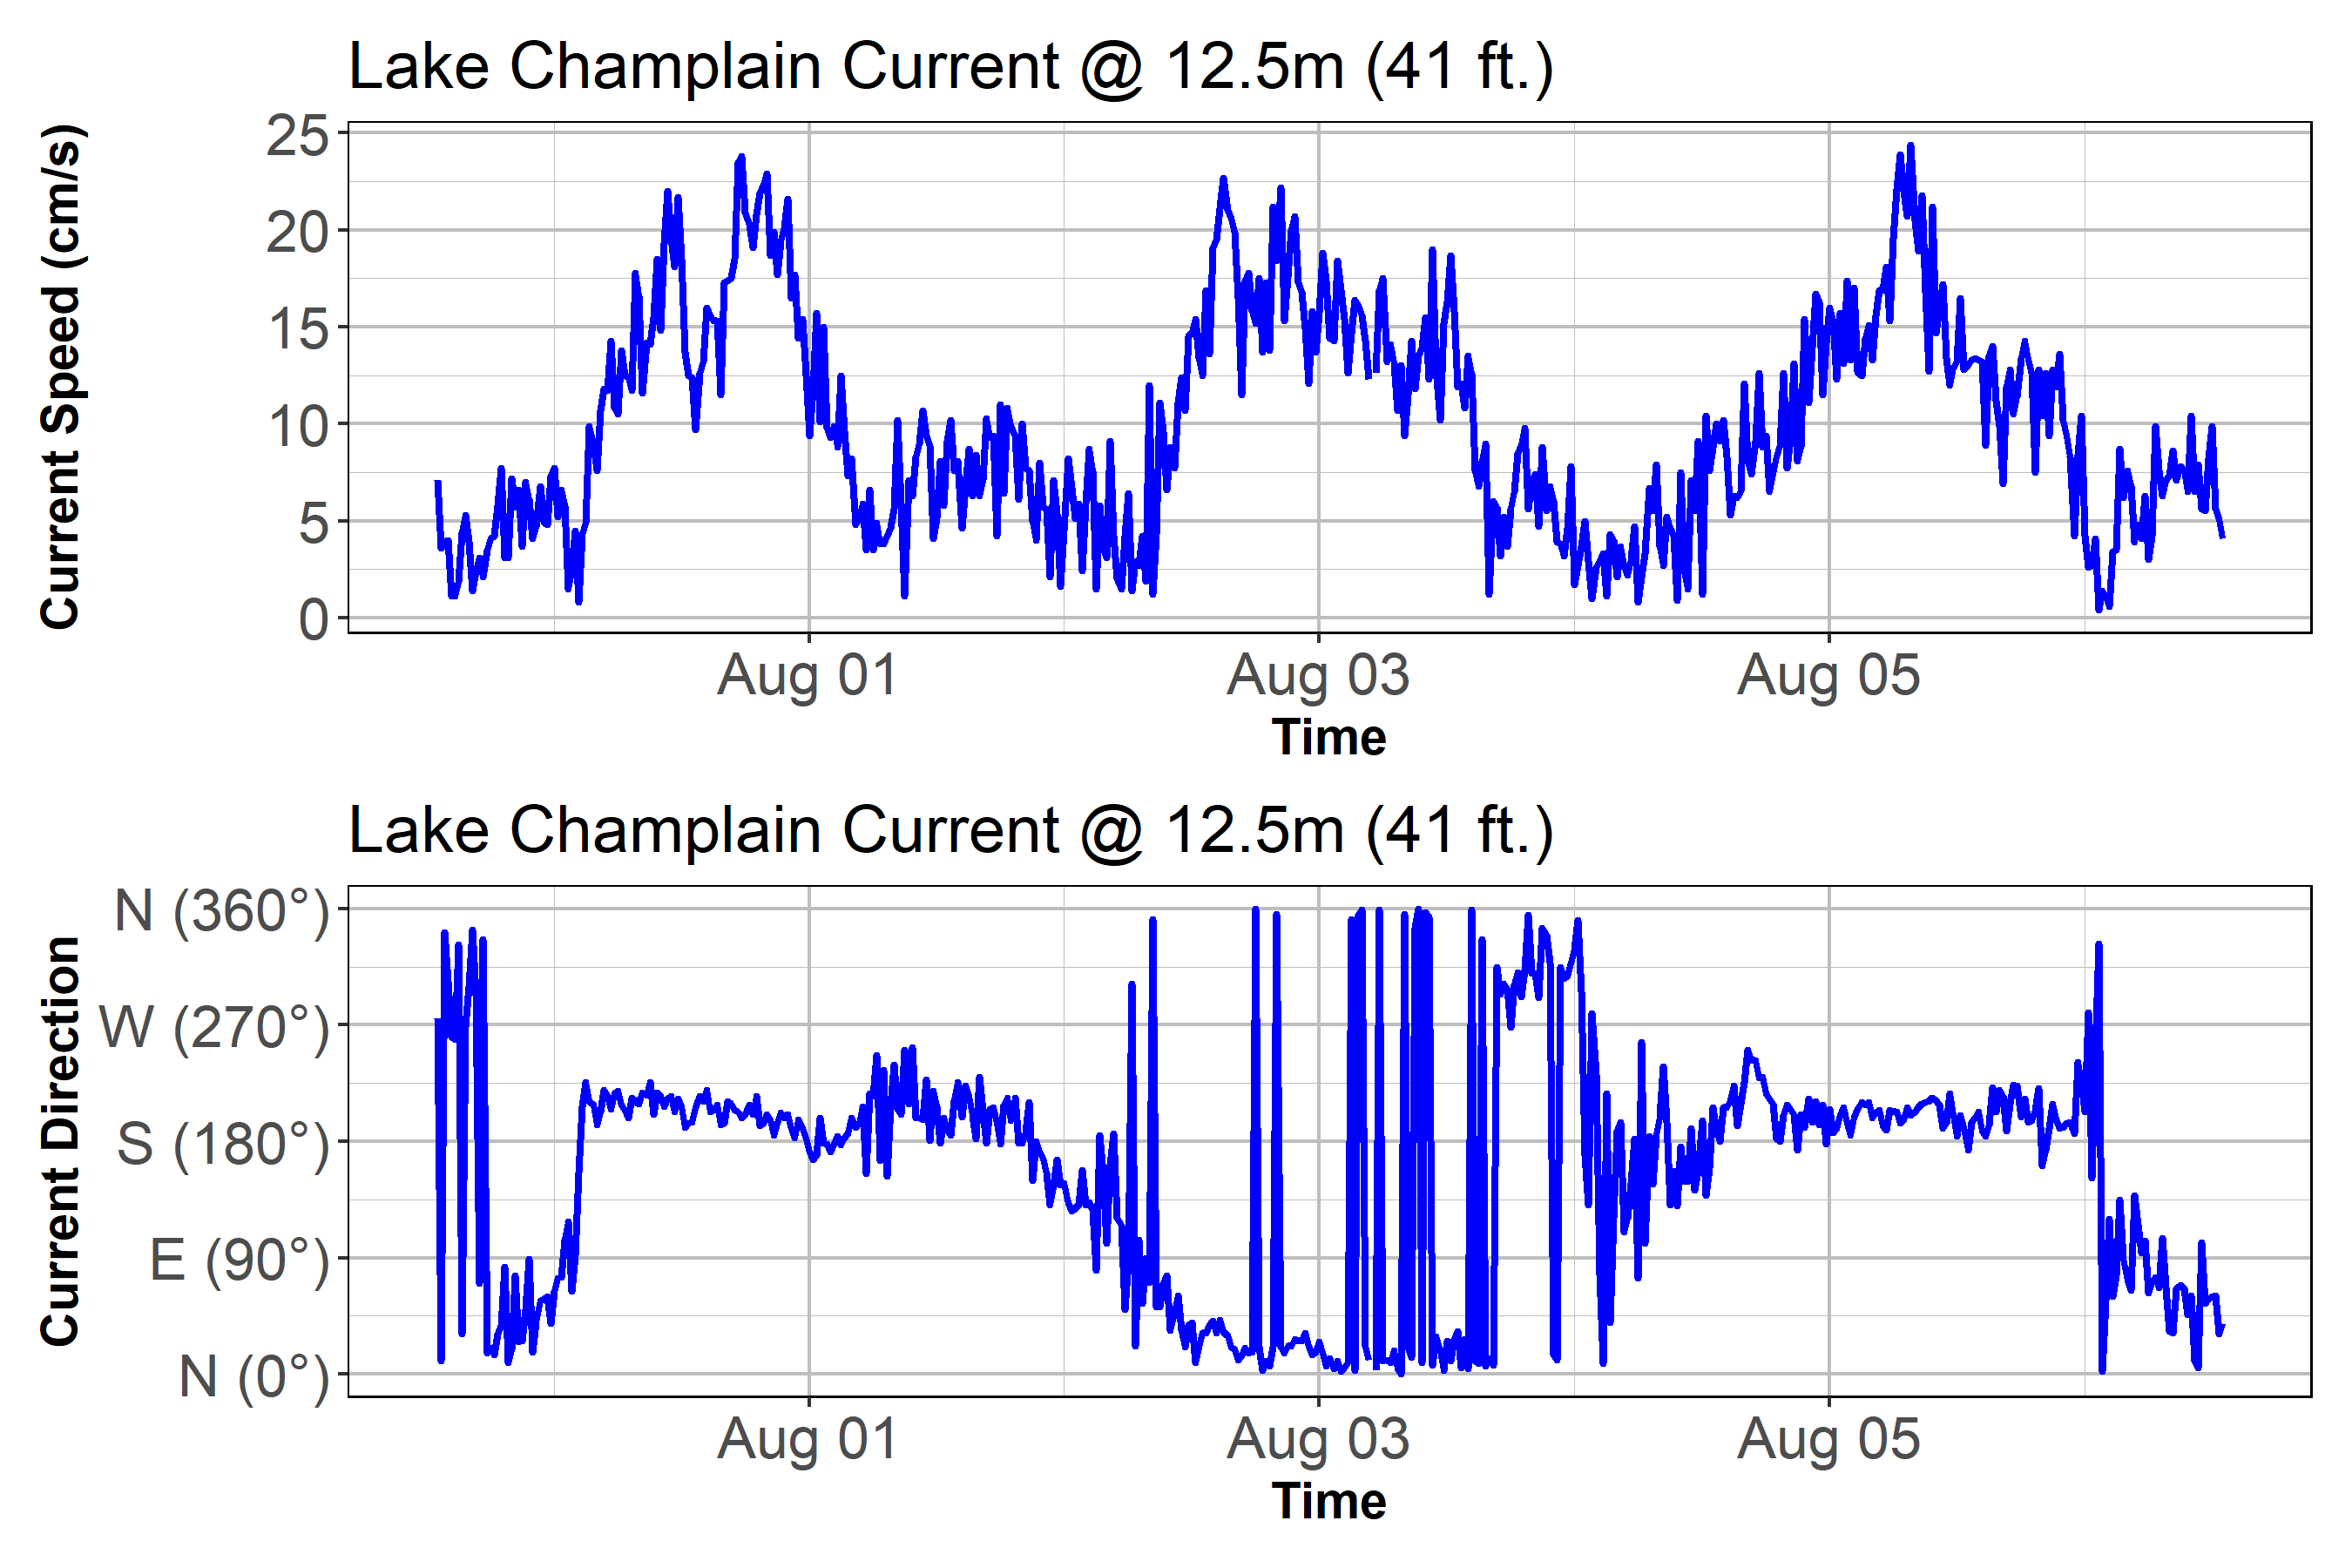 Lake Champlain Current @ 12.5m (41 ft.)
Current Speed (cm/s)
25
20
15
10
5
0
Aug 01 Aug 03 Aug 05
Time
Lake Champlain Current @ 12.5m (41 ft.)
Current Direction
N (360°)
W (270°)
S (180°)
E (90°)
N (0°)
Aug 01 Aug 03 Aug 05
Time